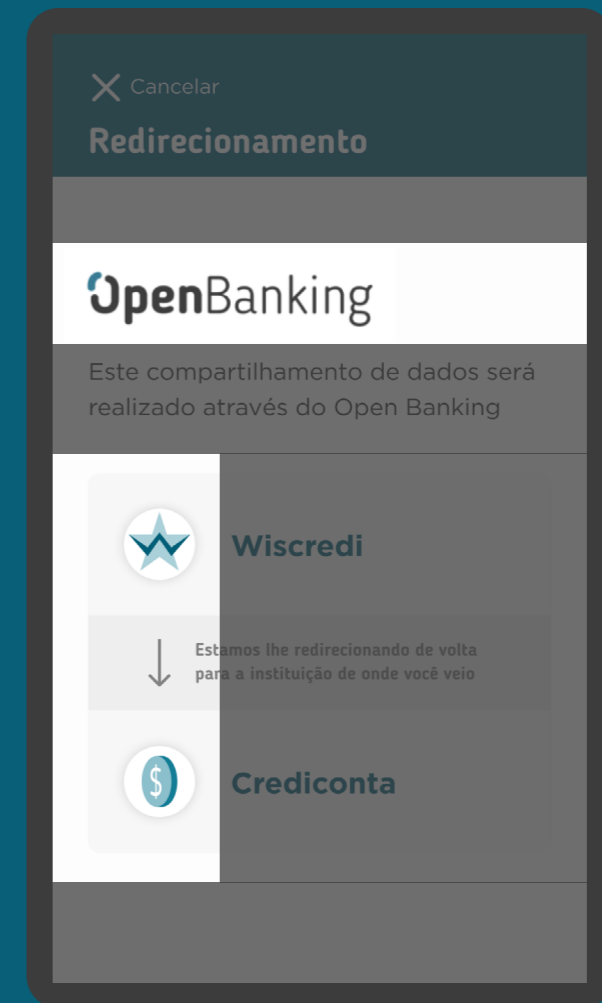 Cancelar
Redirecionamento
OpenBanking
Este compartilhamento de dados será
realizado através do Open Banking
Wiscredi
Estamos lhe redirecionando de volta
para a instituição de onde você veio
$
Crediconta